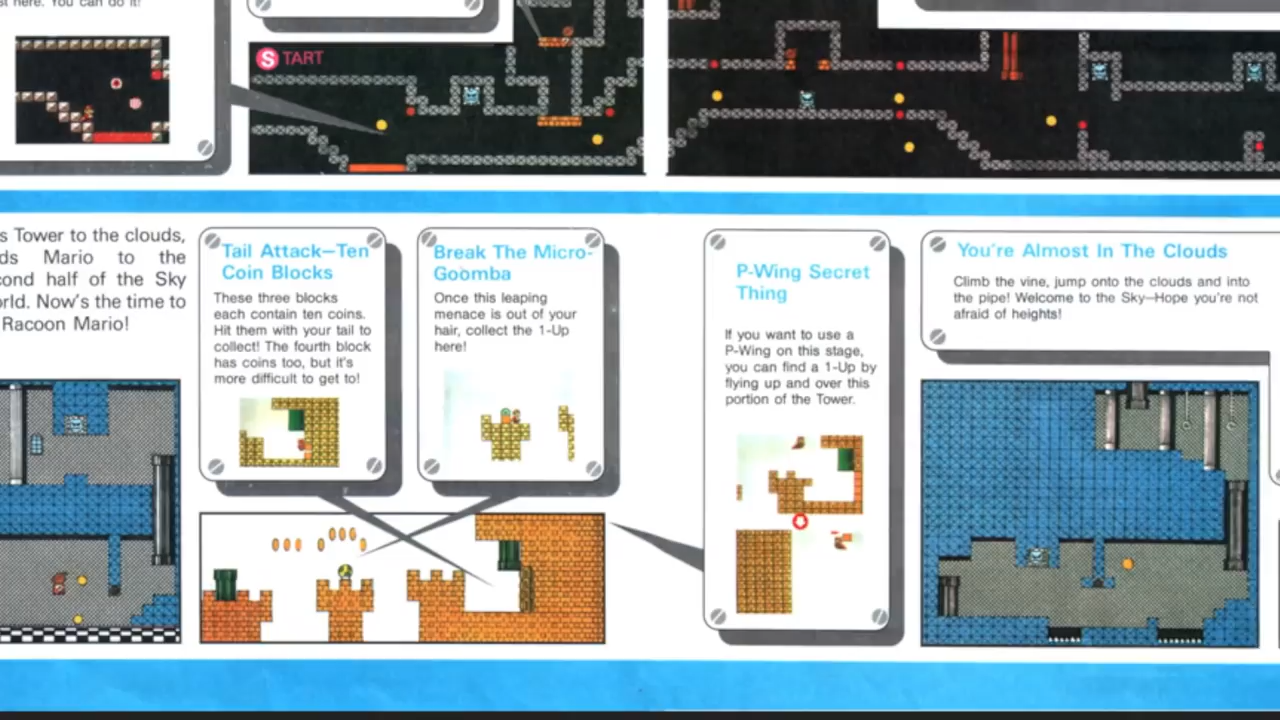 st here. You can do it!
START
s Tower to the clouds,
ds Mario to the
cond half of the Sky
orld. Now's the time to
Racoon Mario!
Tail Attack—Ten
Coin Blocks
These three blocks
each contain ten coins.
Hit them with your tail to
collect! The fourth block
has coins too, but it's
more difficult to get to!
Break The Micro-
Goomba
Once this leaping
menace is out of your
hair, collect the 1-Up
here!
P-Wing Secret
Thing
If you want to use a
P-Wing on this stage,
you can find a 1-Up by
flying up and over this
portion of the Tower.
You're Almost In The Clouds
Climb the vine, jump onto the clouds and into
the pipe! Welcome to the Sky—Hope you're not
afraid of heights!